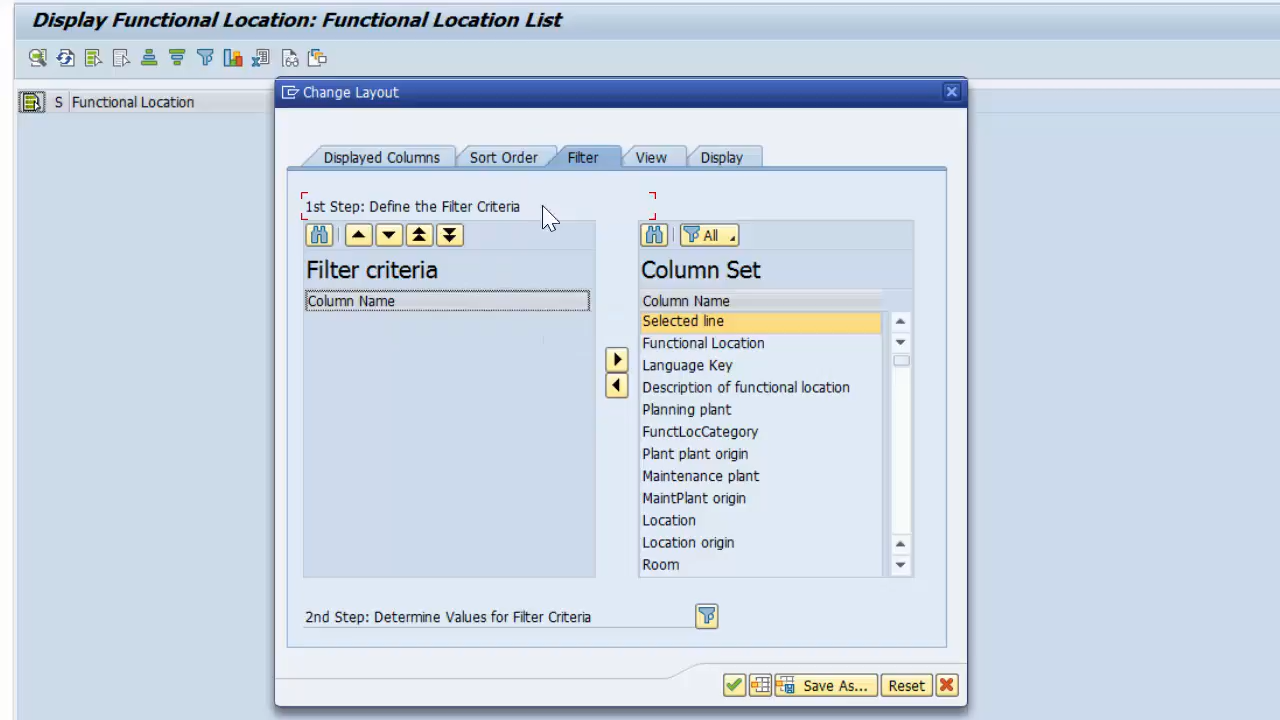 Display Functional Location: Functional Location List
S Functional Location
Change Layout
Displayed Columns Sort Order Filter View Display
1st Step: Define the Filter Criteria
All
Filter criteria
Column Name
Column Set
Column Name
Selected line
Functional Location
Language Key
Description of functional location
Planning plant
FunctLocCategory
Plant plant origin
Maintenance plant
MaintPlant origin
Location
Location origin
Room
2nd Step: Determine Values for Filter Criteria
Save As... Reset